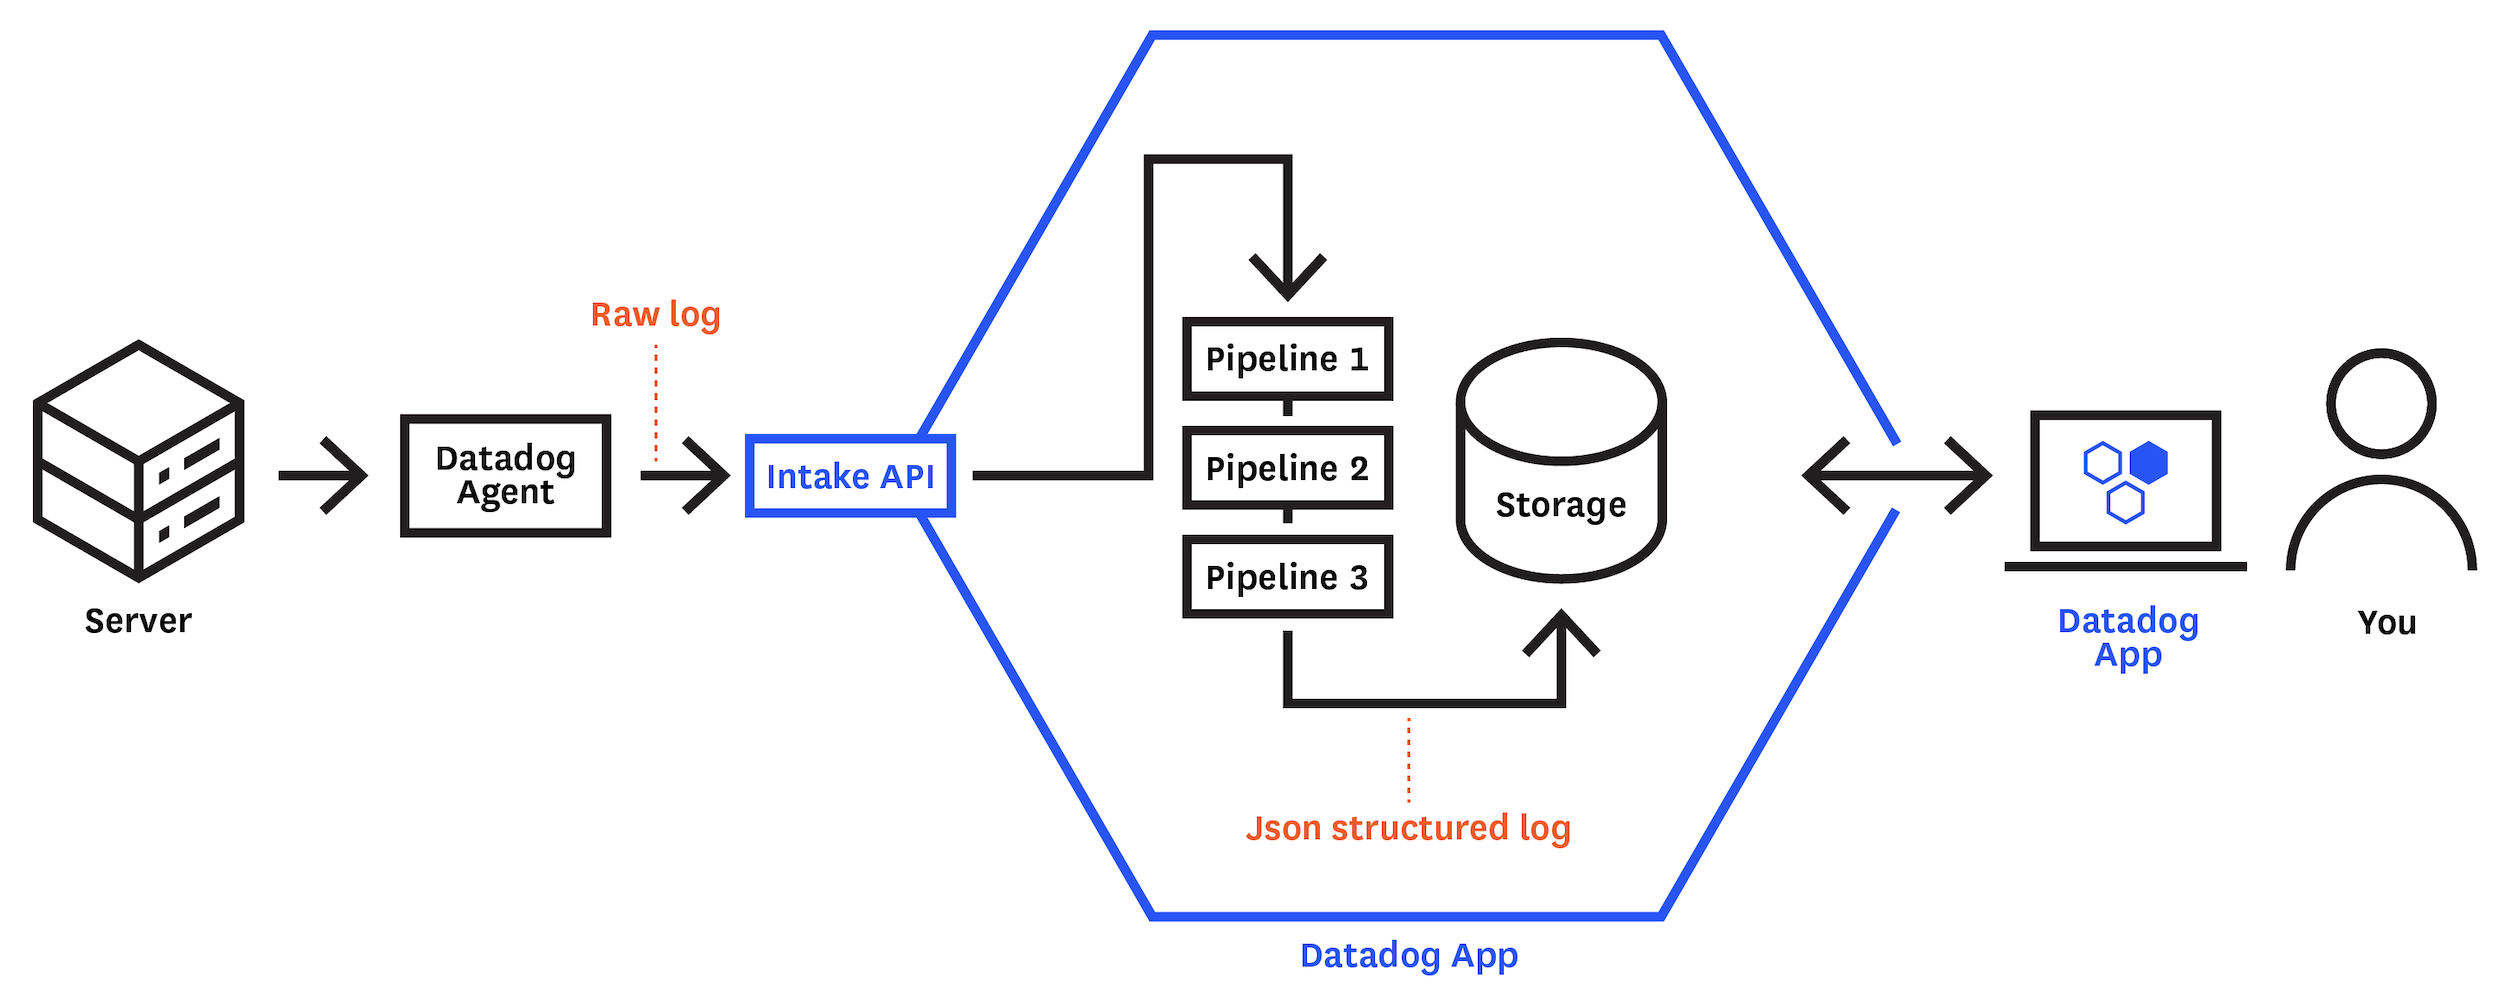 Server
Datadog
Agent
Raw log
Intake API
Pipeline 1
Pipeline 2
Pipeline 3
Storage
Json structured log
Datadog App
Datadog
App
You